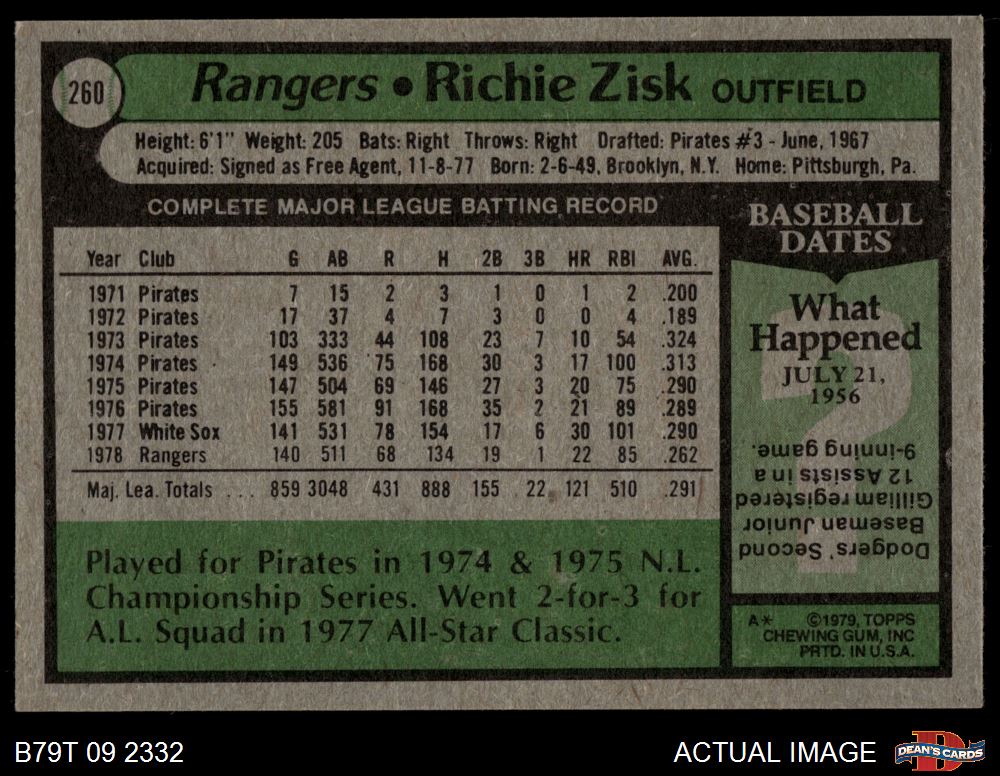 260
Rangers • Richie Zisk OUTFIELD
Height: 6'1" Weight: 205 Bats: Right Throws: Right Drafted: Pirates #3 - June, 1967
Acquired: Signed as Free Agent, 11-8-77 Born: 2-6-49, Brooklyn, N.Y. Home: Pittsburgh, Pa.
COMPLETE MAJOR LEAGUE BATTING RECORD
Year Club G AB R H 2B 3B HR RBI AVG.
1971 Pirates 7 15 2 3 1 0 1 2 .200
1972 Pirates 17 37 4 7 3 0 0 4 .189
1973 Pirates 103 333 44 108 23 7 10 54 .324
1974 Pirates 149 536 75 168 30 3 17 100 .313
1975 Pirates 147 504 69 146 27 3 20 75 .290
1976 Pirates 155 581 91 168 35 2 21 89 .289
1977 White Sox 141 531 78 154 17 6 30 101 .290
1978 Rangers 140 511 68 134 19 1 22 85 .262
Maj. Lea. Totals ... 859 3048 431 888 155 22 121 510 .291
Played for Pirates in 1974 & 1975 N.L.
Championship Series. Went 2-for-3 for
A.L. Squad in 1977 All-Star Classic.
BASEBALL
DATES
What
Happened
JULY 21,
1956
Dodgers' Second
Baseman Junior
Gilliam registered
12 Assists in a
9-inning game.
A* ©1979, TOPPS
CHEWING GUM, INC
PRTD. IN U.S.A.
B79T 09 2332
ACTUAL IMAGE
DEAN'S CARDS